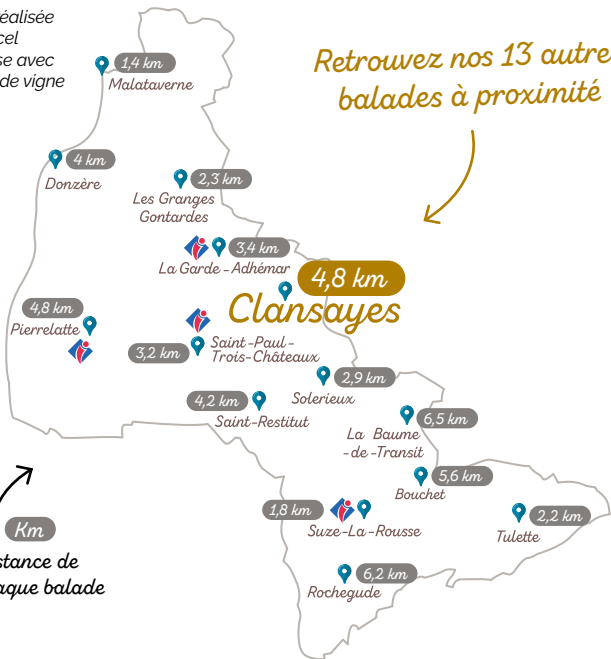 éalisée
cel
se avec
de vigne
Retrouvez nos 13 autre
balades à proximité
1,4 km
Malataverne
4 km
Donzère
2,3 km
Les Granges
Gontardes
3,4 km
La Garde-Adhémar
4,8 km
Clansayes
4,8 km
Pierrelatte
3,2 km
Saint-Paul-
Trois-Châteaux
2,9 km
Solerieux
4,2 km
Saint-Restitut
6,5 km
La Baume
-de-Transit
5,6 km
Bouchet
1,8 km
Suze-La-Rousse
2,2 km
Tulette
6,2 km
Rochegude
Km
stance de
aque balade